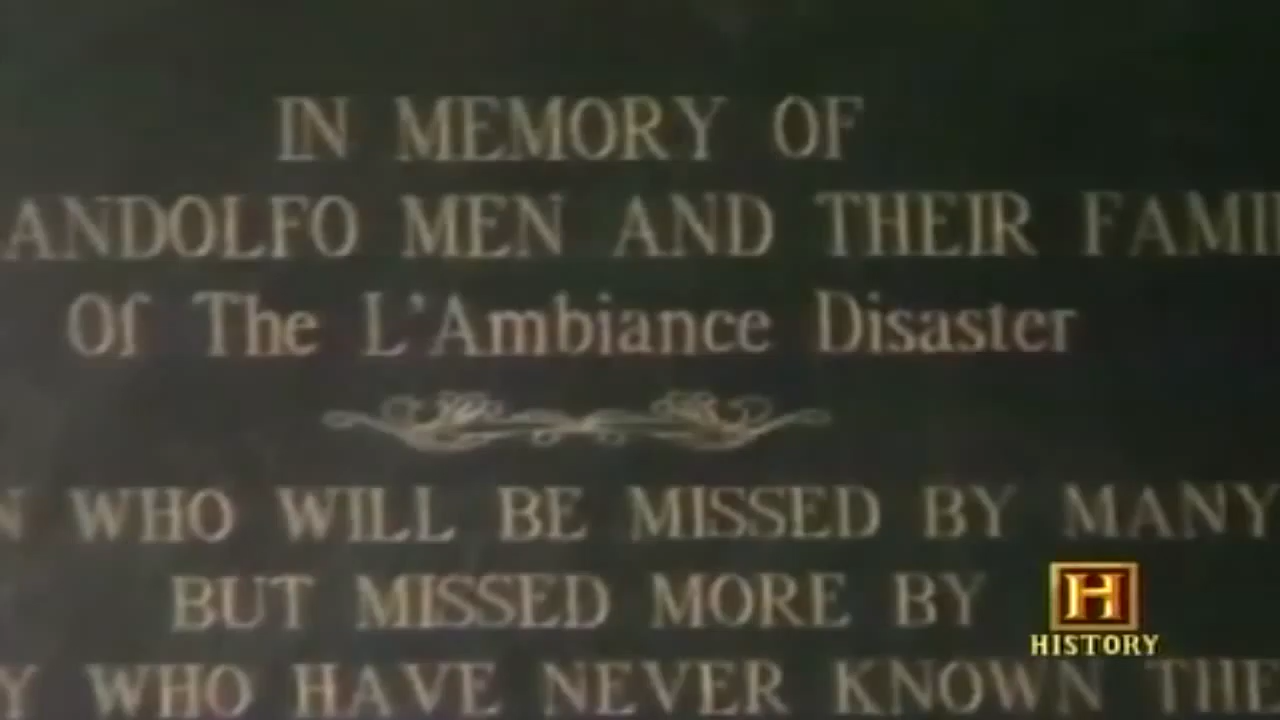 IN MEMORY OF
ANDOLFO MEN AND THEIR FAMI
Of The L'Ambiance Disaster
N WHO WILL BE MISSED BY MANY
BUT MISSED MORE BY
Y WHO HAVE NEVER KNOWN THE
H
HISTORY